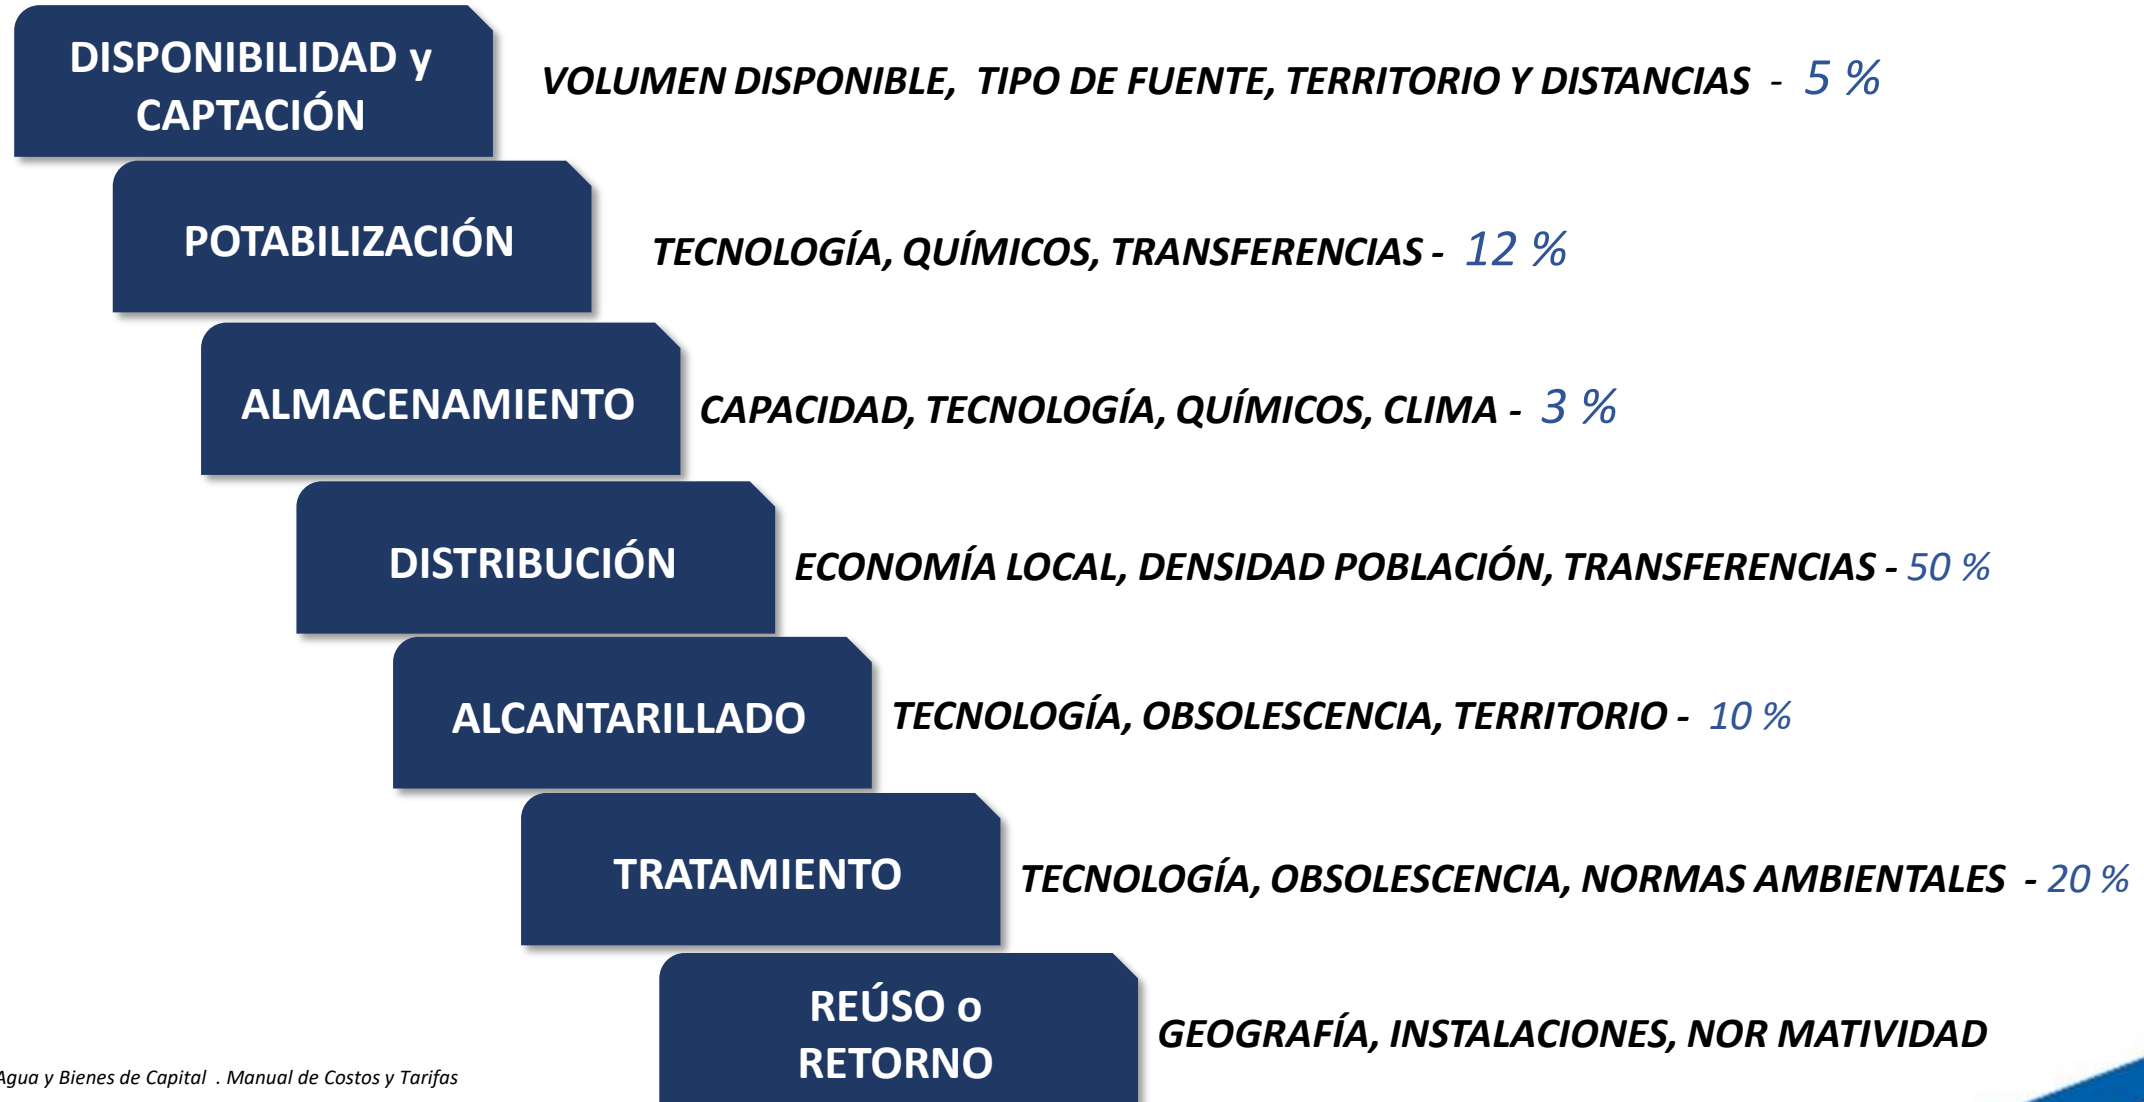 DISPONIBILIDAD y
CAPTACIÓN
VOLUMEN DISPONIBLE, TIPO DE FUENTE, TERRITORIO Y DISTANCIAS - 5 %
POTABILIZACIÓN
TECNOLOGÍA, QUÍMICOS, TRANSFERENCIAS - 12 %
ALMACENAMIENTO
CAPACIDAD, TECNOLOGÍA, QUÍMICOS, CLIMA - 3 %
DISTRIBUCIÓN
ECONOMÍA LOCAL, DENSIDAD POBLACIÓN, TRANSFERENCIAS - 50 %
ALCANTARILLADO
TECNOLOGÍA, OBSOLESCENCIA, TERRITORIO - 10 %
TRATAMIENTO
TECNOLOGÍA, OBSOLESCENCIA, NORMAS AMBIENTALES - 20 %
REÚSO o
RETORNO
GEOGRAFÍA, INSTALACIONES, NOR MATIVIDAD
Agua y Bienes de Capital . Manual de Costos y Tarifas